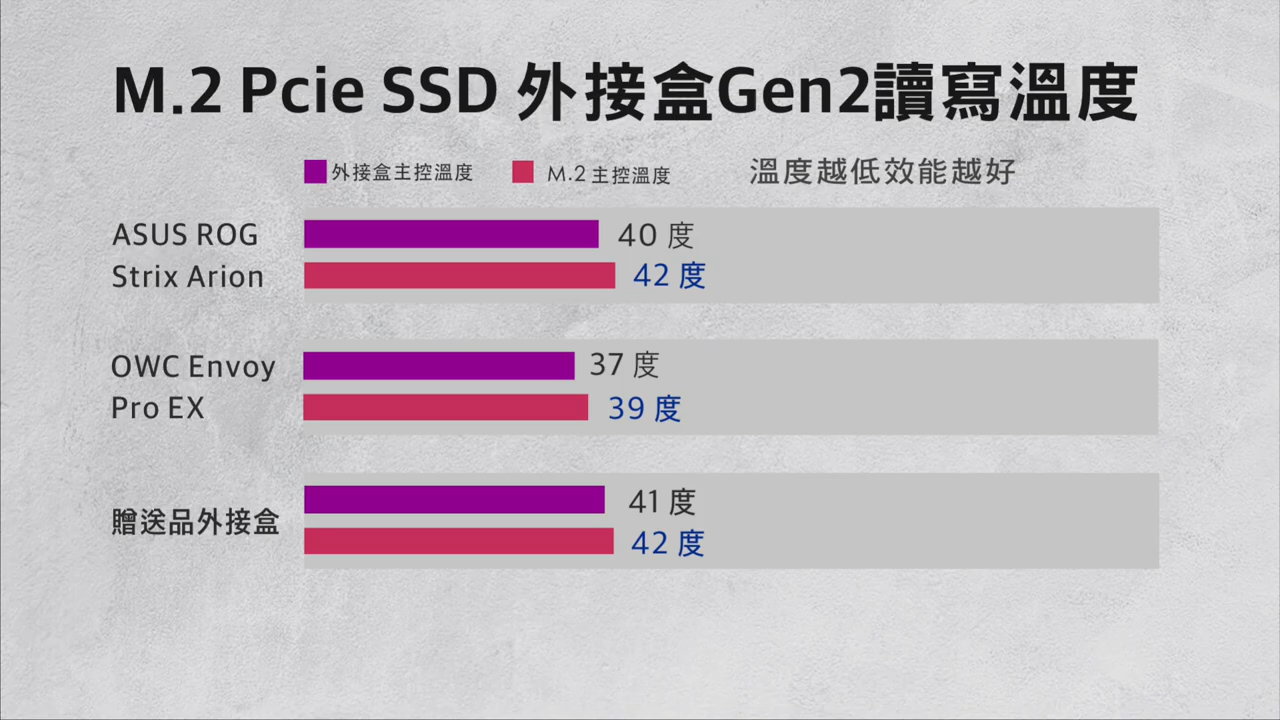 M.2 Pcie SSD 外接盒Gen2讀寫溫度
外接盒主控溫度 M.2 主控溫度 溫度越低效能越好
ASUS ROG 40 度
Strix Arion 42 度
OWC Envoy 37 度
Pro EX 39 度
41 度
贈送品外接盒
42 度